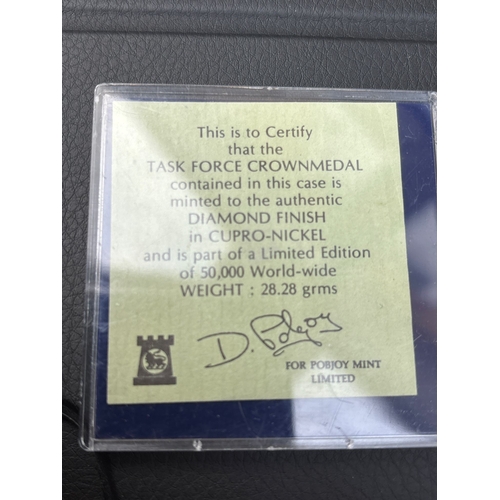 This is to Certify
that the
TASK FORCE CROWNMEDAL
contained in this case is
minted to the authentic
DIAMOND FINISH
in CUPRO-NICKEL
and is part of a Limited Edition
of 50,000 World-wide
WEIGHT : 28.28 grms
D. Pobjoy
FOR POBJOY MINT
LIMITED